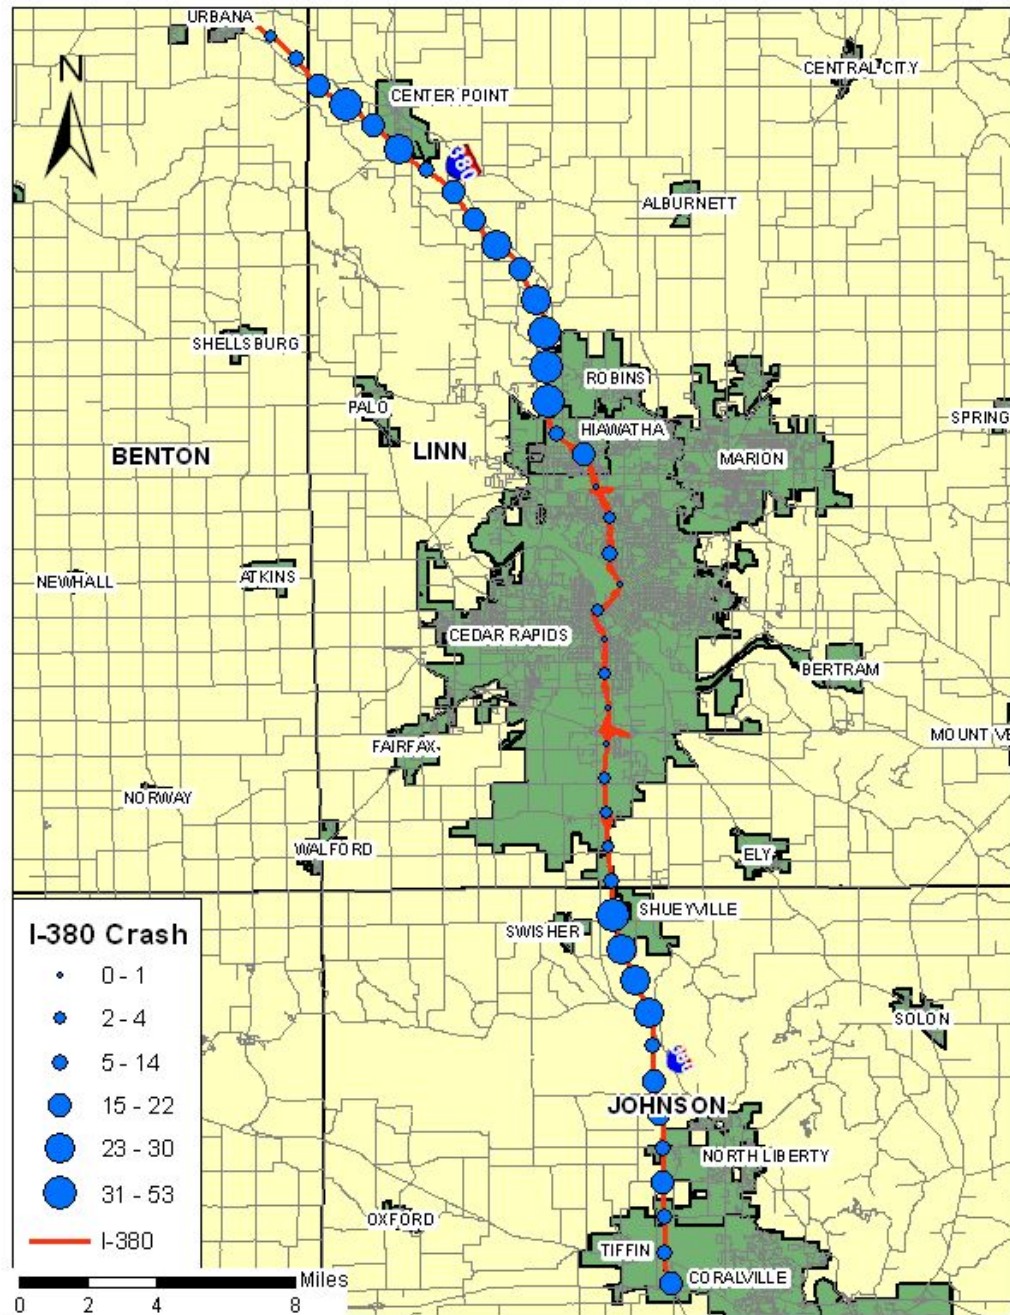 URBANA
CENTRAL CITY
N
CENTER POINT
380
ALBURNETT
SHELLSBURG
ROBINS
PALO
SPRING
HIAWATHA
BENTON
LINN
MARION
NEWHALL
ATKINS
CEDAR RAPIDS
BERTRAM
FAIRFAX
MOUNT VE
NORWAY
WALFORD
ELY
SHUEYVILLE
SWISHER
I-380 Crash
0 - 1
2 - 4
5 - 14
15 - 22
23 - 30
31 - 53
I-380
SOLON
380
JOHNSON
NORTH LIBERTY
OXFORD
TIFFIN
CORALVILLE
Miles
0 2 4 8